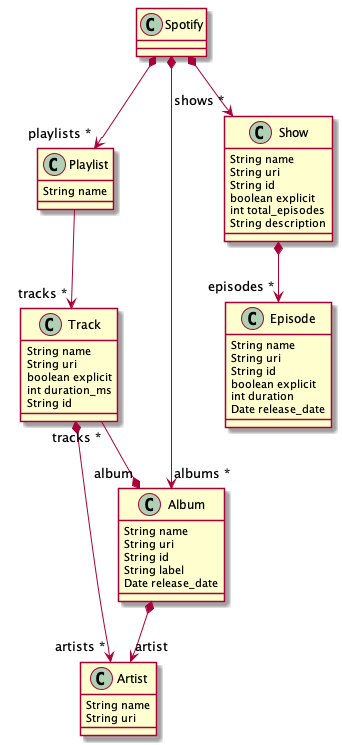 C Spotify
shows *
playlists *
C Playlist
String name
C Show
String name
String uri
String id
boolean explicit
int total_episodes
String description
tracks *
episodes *
C Track
String name
String uri
boolean explicit
int duration_ms
String id
C Episode
String name
String uri
String id
boolean explicit
int duration
Date release_date
tracks *
album
albums *
C Album
String name
String uri
String id
String label
Date release_date
artists *
artist
C Artist
String name
String uri